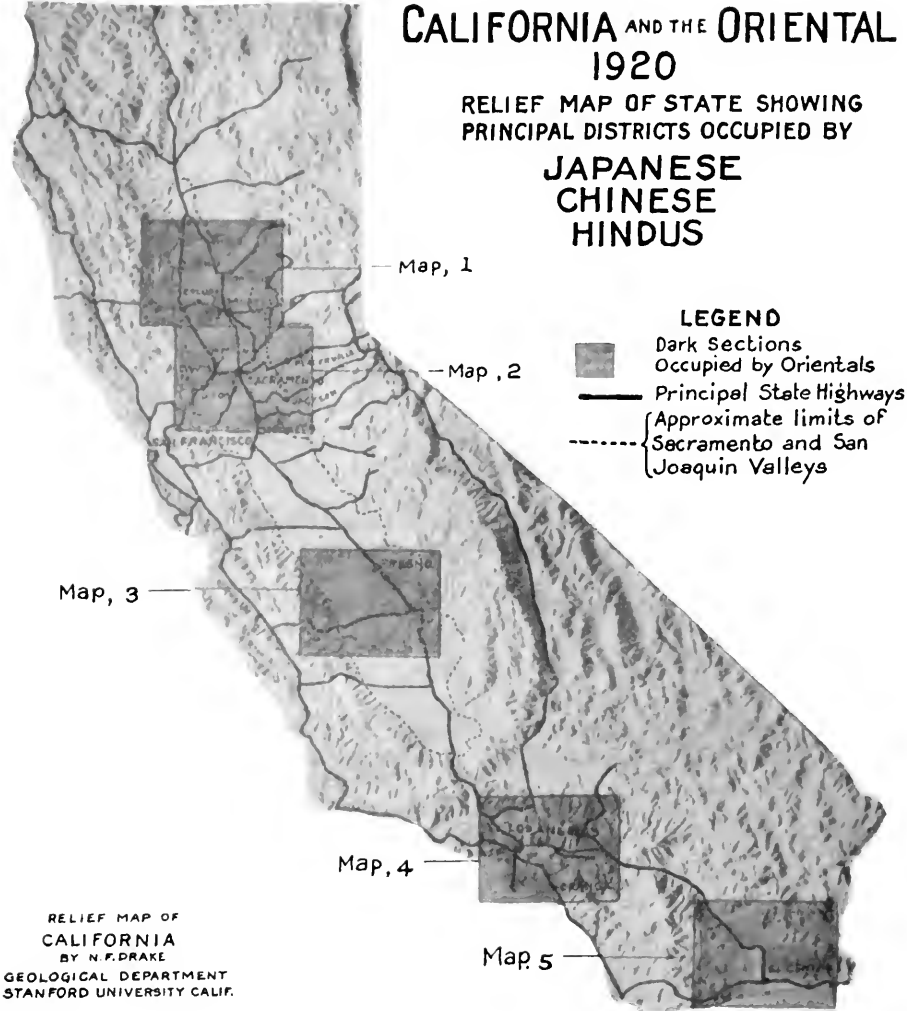 CALIFORNIA AND THE ORIENTAL
1920
RELIEF MAP OF STATE SHOWING
PRINCIPAL DISTRICTS OCCUPIED BY
JAPANESE
CHINESE
HINDUS
Map, 1
LEGEND
Dark Sections
Occupied by Orientals
Principal State Highways
Approximate limits of
Sacramento and San
Joaquin Valleys
Map, 2
PLACERVILLE
SACRAMENTO
JACKSON
SAN FRANCISCO
FRESNO
Map, 3
LOS ANGELES
Map, 4
ORANGE
Map. 5
RELIEF MAP OF
CALIFORNIA
BY N.F. DRAKE
GEOLOGICAL DEPARTMENT
STANFORD UNIVERSITY CALIF.